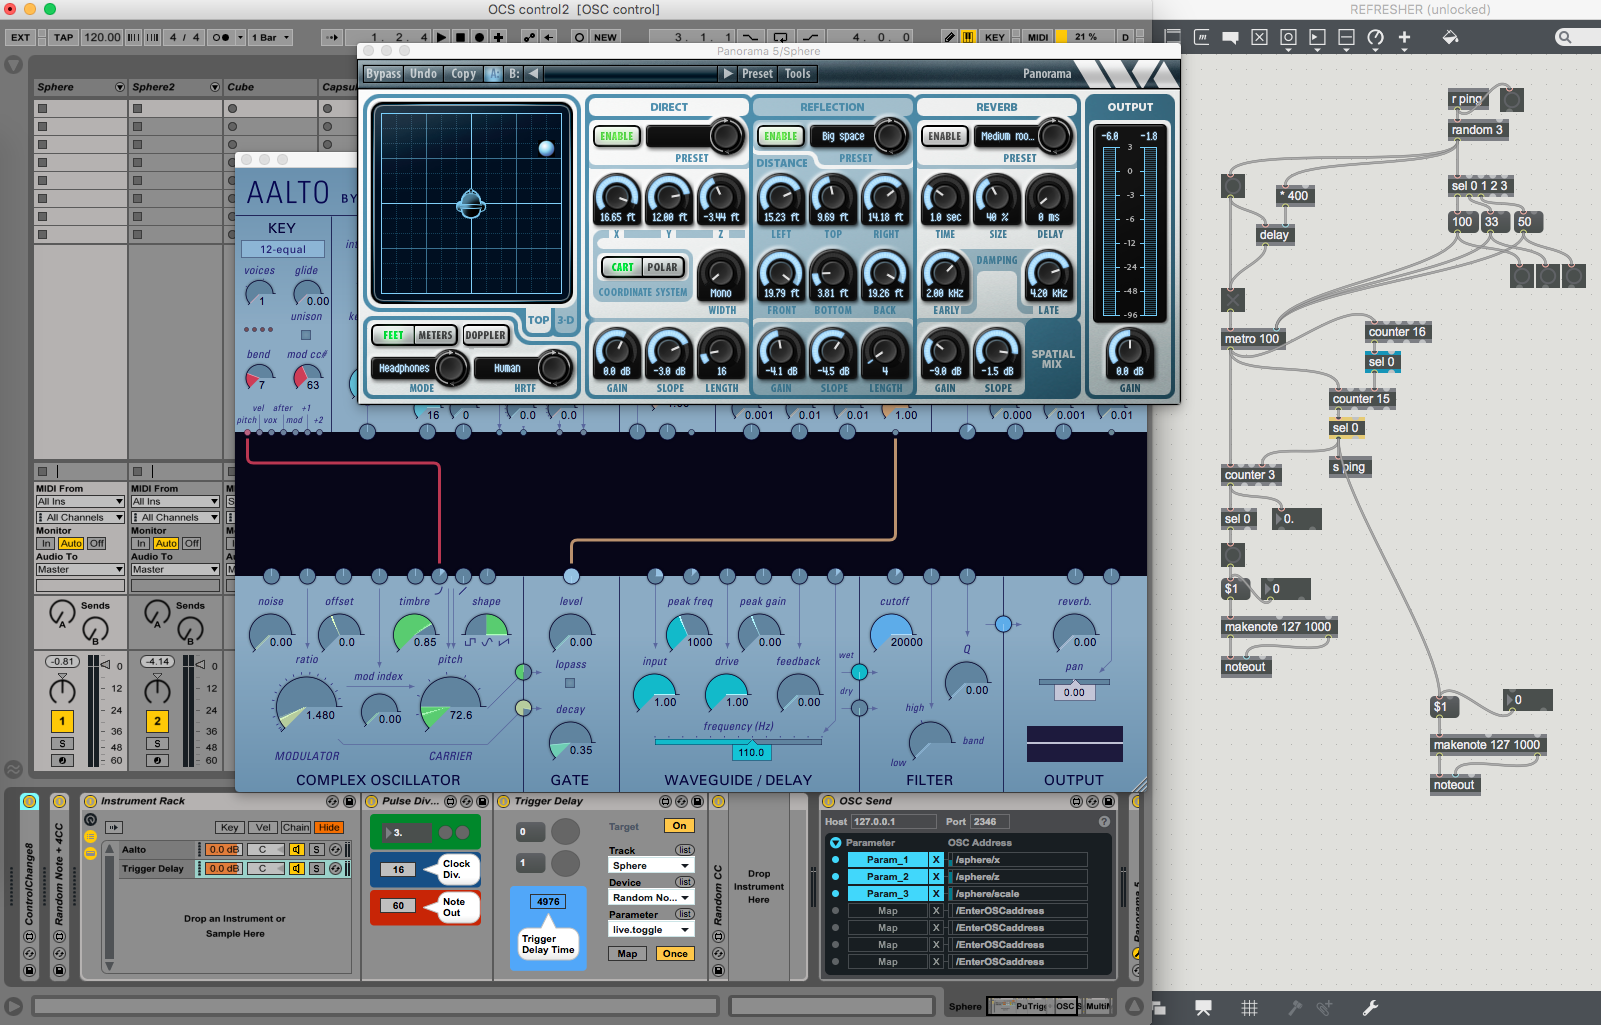 OCS control2 [OSC control]
REFRESHER (unlocked)
EXT TAP 120.00 4 / 4 1 Bar 1. 2. 4 NEW 3. 1. 1 4. 0. 0 KEY MIDI 21 % D
Panorama 5/Sphere
Bypass Undo Copy A: B: Preset Tools Panorama
Sphere Sphere2 Cube Capsu
DIRECT REFLECTION REVERB OUTPUT
ENABLE ENABLE Big space ENABLE Medium roo... -6.0 -1.8
PRESET PRESET PRESET
DISTANCE
16.65 ft 12.00 ft -3.44 ft 15.23 ft 9.69 ft 14.18 ft 1.0 sec 40 % 0 ms
X Y Z LEFT TOP RIGHT TIME SIZE DELAY
CART POLAR
COORDINATE SYSTEM
Mono 19.79 ft 3.81 ft 19.26 ft 2.00 kHz DAMPING 4.20 kHz
WIDTH FRONT BOTTOM BACK EARLY LATE
3
0
-3
-6
-12
-24
-48
-96
TOP 3-D
FEET METERS DOPPLER
Headphones Human
MODE HRTF
0.0 dB -3.0 dB 16 -4.1 dB -4.5 dB 4 -9.0 dB -1.5 dB 0.0 dB
GAIN SLOPE LENGTH GAIN SLOPE LENGTH GAIN SLOPE GAIN
SPATIAL
MIX
AALTO BY
KEY
12-equal
voices glide
1 0.00
unison
bend mod cc#
7 63
vel after +1
pitch vox mod +2
16 0 0.0 0.0 0.001 0.01 0.01 1.00 0.000 0.01 0.01
MIDI From MIDI From
All Ins All Ins
All Channels All Channels
Monitor Monitor
In Auto Off In Auto Off
Audio To Audio To
Master Master
Sends Sends
A B A B
-0.81 -4.14
0 0
12 12
24 24
36 36
48 48
60 60
1 2
S S
noise offset timbre shape level peak freq peak gain cutoff reverb.
0.00 0.0 0.85 0.00 1000 0.00 20000 0.00
ratio mod index pitch lopass input drive feedback wet dry Q pan
1.480 0.00 72.6 1.00 1.00 0.00 0.00 0.00
decay frequency (Hz) high band low
0.35 110.0
MODULATOR CARRIER
COMPLEX OSCILLATOR GATE WAVEGUIDE / DELAY FILTER OUTPUT
r ping
random 3
* 400
sel 0 1 2 3
100 33 50
delay
metro 100
counter 16
sel 0
counter 15
sel 0
s ping
counter 3
sel 0 0.
$1 0
makenote 127 1000
noteout
$1 0
makenote 127 1000
noteout
ControlChange8
Random Note + 4CC
Instrument Rack
Key Vel Chain Hide
Aalto 0.0 dB C S
Trigger Delay 0.0 dB C S
Drop an Instrument or
Sample Here
Pulse Div...
3.
16 Clock
Div.
60 Note
Out
Trigger Delay
0
1
4976
Trigger
Delay Time
Target On
Track (list)
Sphere
Device (list)
Random No...
Parameter (list)
live.toggle
Map Once
Random CC
Drop
Instrument
Here
OSC Send
Host 127.0.0.1 Port 2346
Parameter OSC Address
Param_1 X /sphere/x
Param_2 X /sphere/z
Param_3 X /sphere/scale
Map X /EnterOSCaddress
Map X /EnterOSCaddress
Map X /EnterOSCaddress
Map X /EnterOSCaddress
Panorama 5
Sphere PuTrigg OSC S Multi